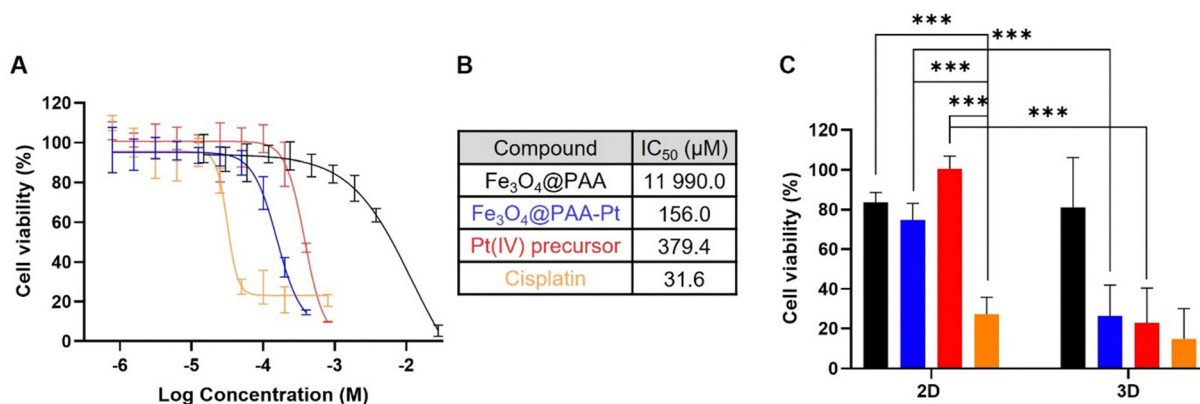 A
Cell viability (%)
120
100
80
60
40
20
0
-6 -5 -4 -3 -2
Log Concentration (M)
B
Compound IC₅₀ (µM)
Fe₃O₄@PAA 11 990.0
Fe₃O₄@PAA-Pt 156.0
Pt(IV) precursor 379.4
Cisplatin 31.6
C
***
***
***
***
***
Cell viability (%)
120
100
80
60
40
20
0
2D 3D